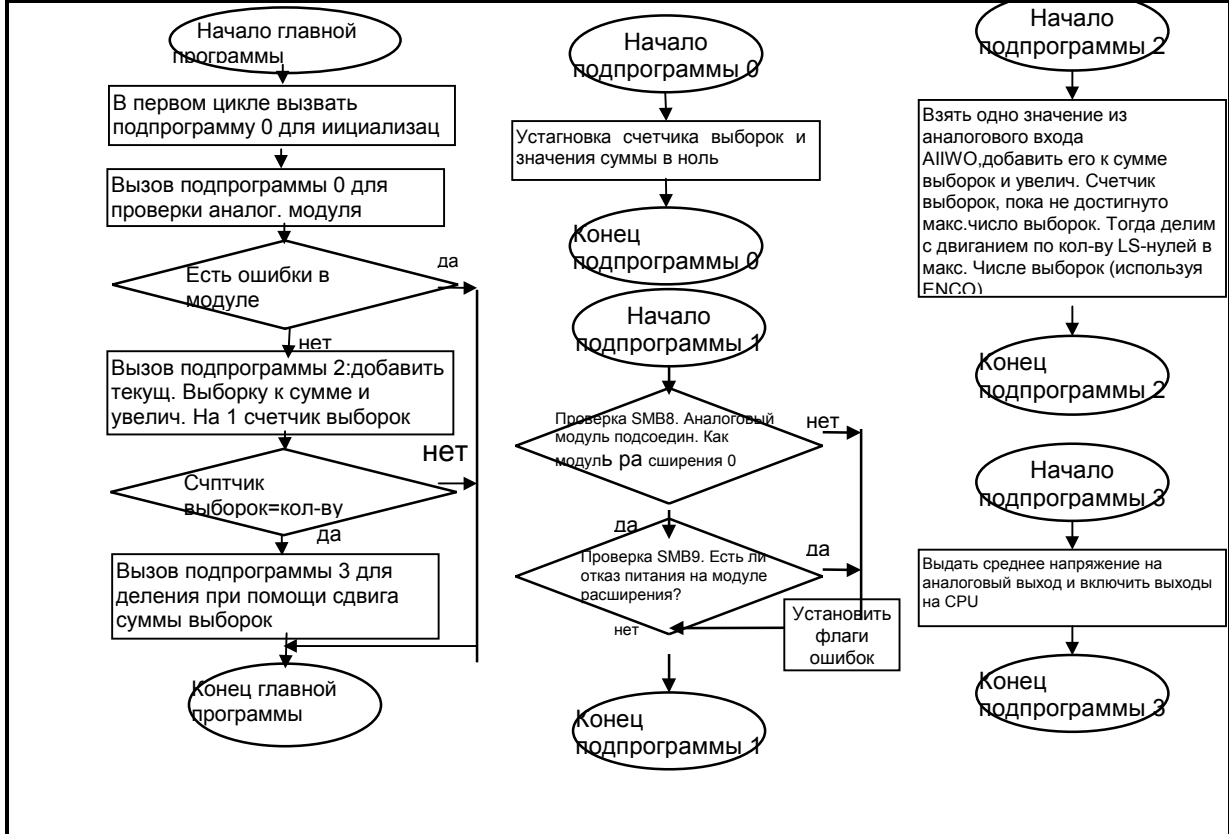 Начало главной
программы
В первом цикле вызвать
подпрограмму 0 для иициализац
Вызов подпрограммы 0 для
проверки аналог. модуля
Есть ошибки в
модуле
да
нет
Вызов подпрограммы 2:добавить
текущ. Выборку к сумме и
увелич. На 1 счетчик выборок
Счптчик
выборок=кол-ву
нет
да
Вызов подпрограммы 3 для
деления при помощи сдвига
суммы выборок
Конец главной
программы
Начало
подпрограммы 0
Устагновка счетчика выборок и
значения суммы в ноль
Конец
подпрограммы 0
Начало
подпрограммы 1
Проверка SMB8. Аналоговый
модуль подсоедин. Как
модуль ра сширения 0
нет
да
Проверка SMB9. Есть ли
отказ питания на модуле
расширения?
да
нет
Установить
флаги
ошибок
Конец
подпрограммы 1
Начало
подпрограммы 2
Взять одно значение из
аналогового входа
AIIWO,добавить его к сумме
выборок и увелич. Счетчик
выборок, пока не достигнуто
макс.число выборок. Тогда делим
с двиганием по кол-ву LS-нулей в
макс. Числе выборок (используя
ENCO)
Конец
подпрограммы 2
Начало
подпрограммы 3
Выдать среднее напряжение на
аналоговый выход и включить выходы
на CPU
Конец
подпрограммы 3